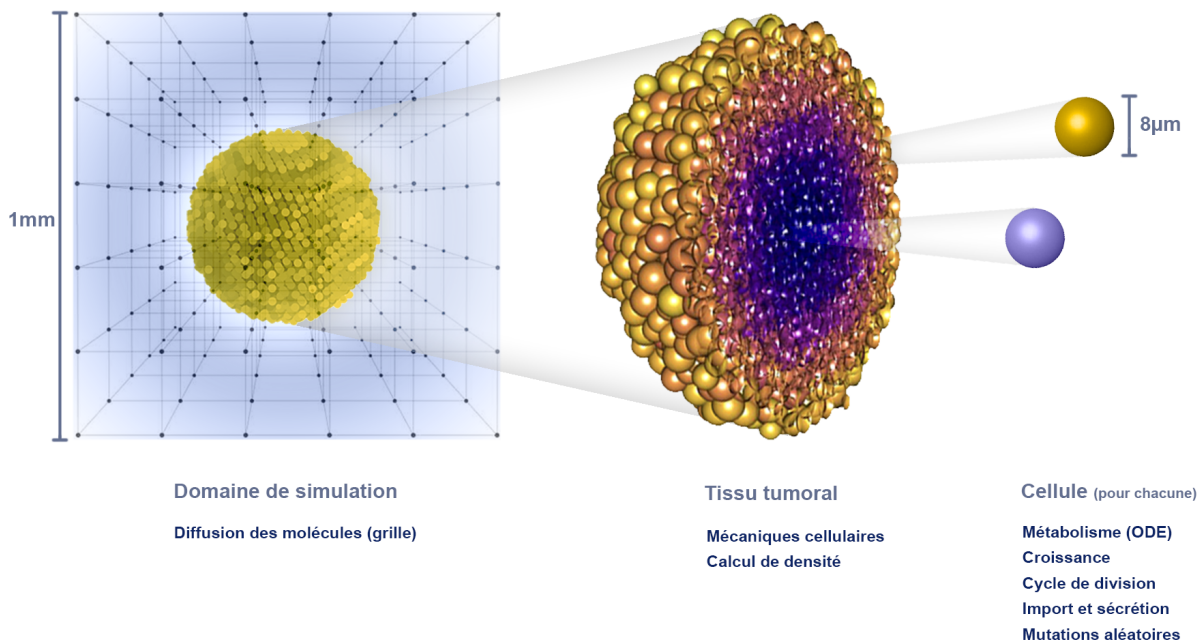 1mm
8µm
Domaine de simulation
Diffusion des molécules (grille)
Tissu tumoral
Mécaniques cellulaires
Calcul de densité
Cellule (pour chacune)
Métabolisme (ODE)
Croissance
Cycle de division
Import et sécrétion
Mutations aléatoires